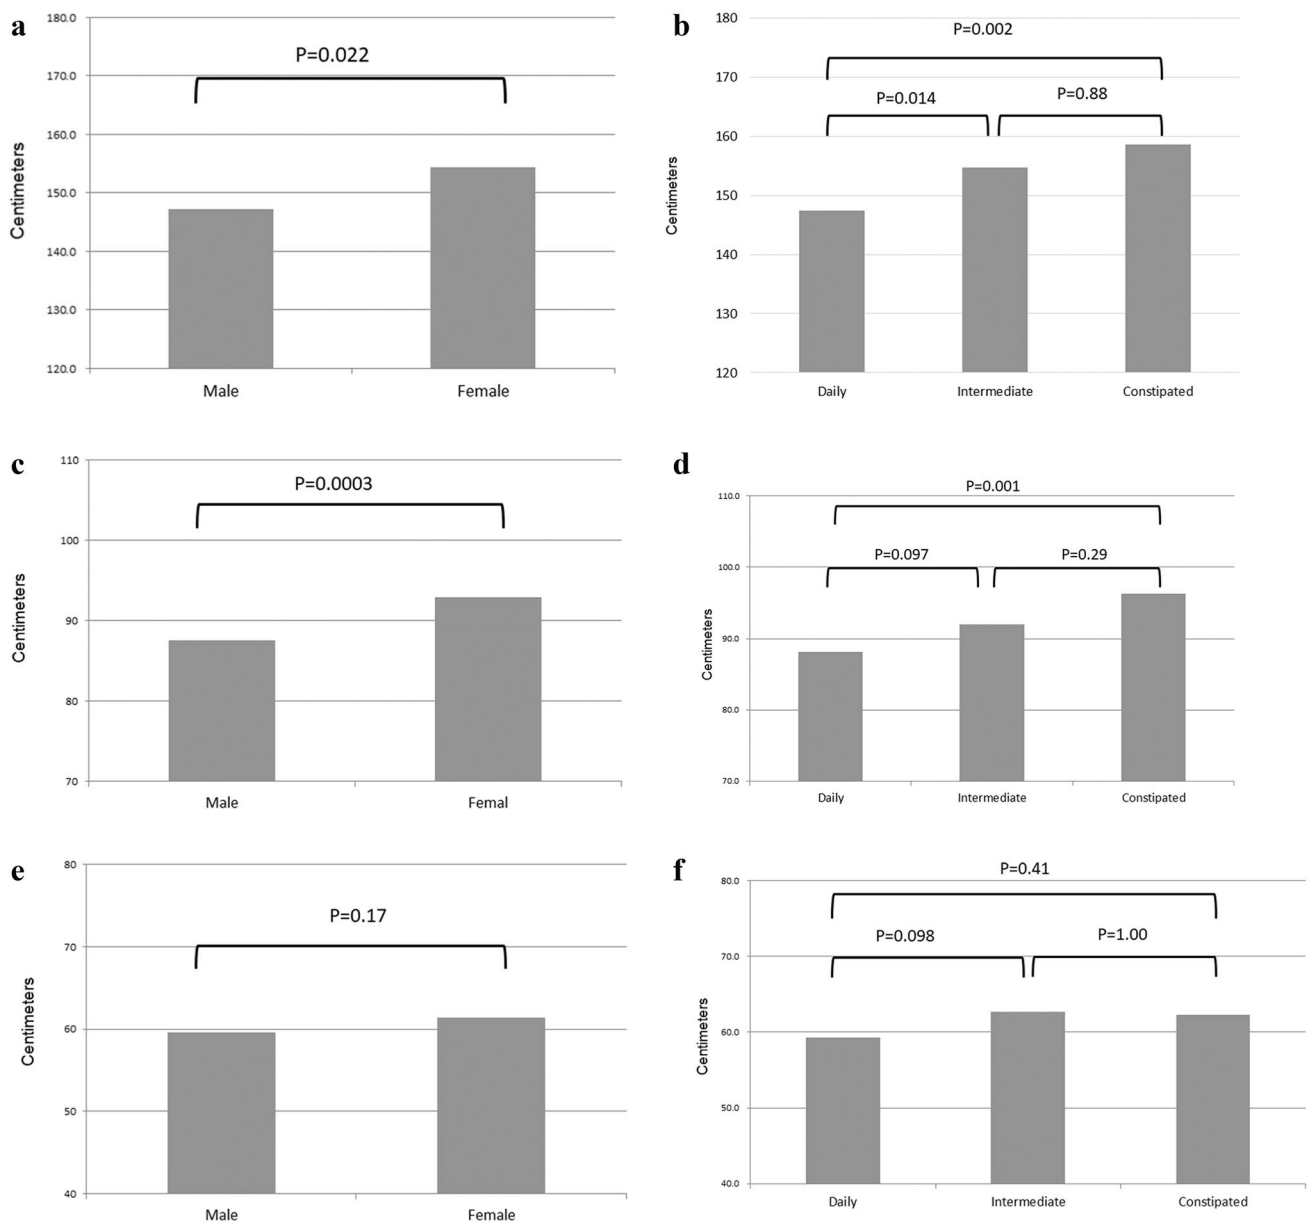 a
180.0
P=0.022
170.0
160.0
150.0
140.0
130.0
120.0
Centimeters
Male Female
b
180
P=0.002
170
P=0.014 P=0.88
160
150
140
130
120
Centimeters
Daily Intermediate Constipated
c
110
P=0.0003
100
90
80
70
Centimeters
Male Femal
d
P=0.001
110.0
P=0.097 P=0.29
100.0
90.0
80.0
70.0
Centimeters
Daily Intermediate Constipated
e
80
P=0.17
70
60
50
40
Centimeters
Male Female
f
P=0.41
80.0
P=0.098 P=1.00
70.0
60.0
50.0
40.0
Centimeters
Daily Intermediate Constipated